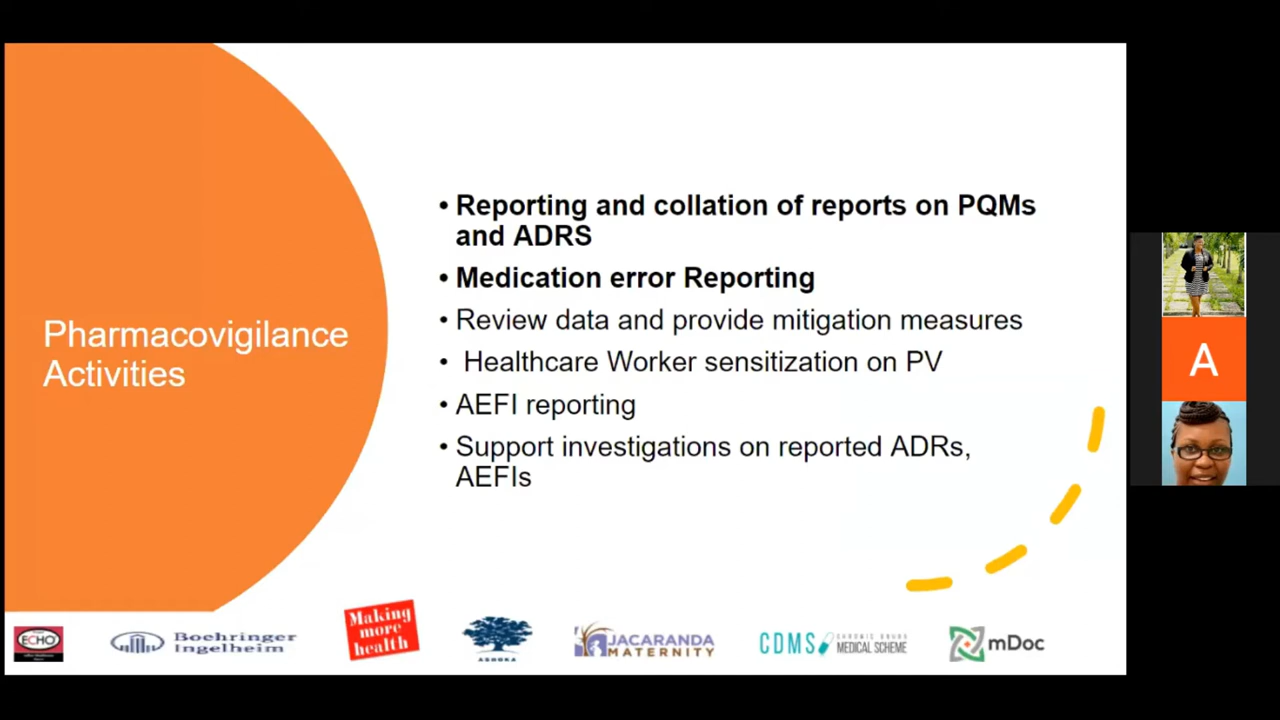 Pharmacovigilance
Activities
• Reporting and collation of reports on PQMs
and ADRS
• Medication error Reporting
• Review data and provide mitigation measures
• Healthcare Worker sensitization on PV
• AEFI reporting
• Support investigations on reported ADRs,
AEFIs
A
ECHO
Boehringer
Ingelheim
Making
more
health
ASHOKA
JACARANDA
MATERNITY
CDMS
CHRONIC DRUGS
MEDICAL SCHEME
mDoc